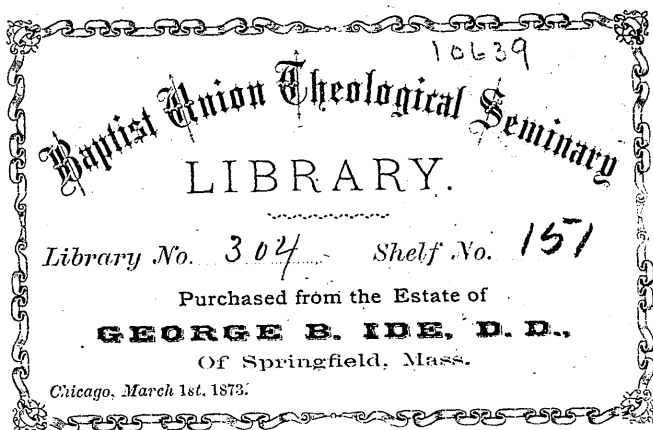 10639
Baptist Union Theological Seminary
LIBRARY.
Library No. 304 Shelf No. 151
Purchased from the Estate of
GEORGE B. IDE, D. D.,
Of Springfield, Mass.
Chicago, March 1st, 1873.